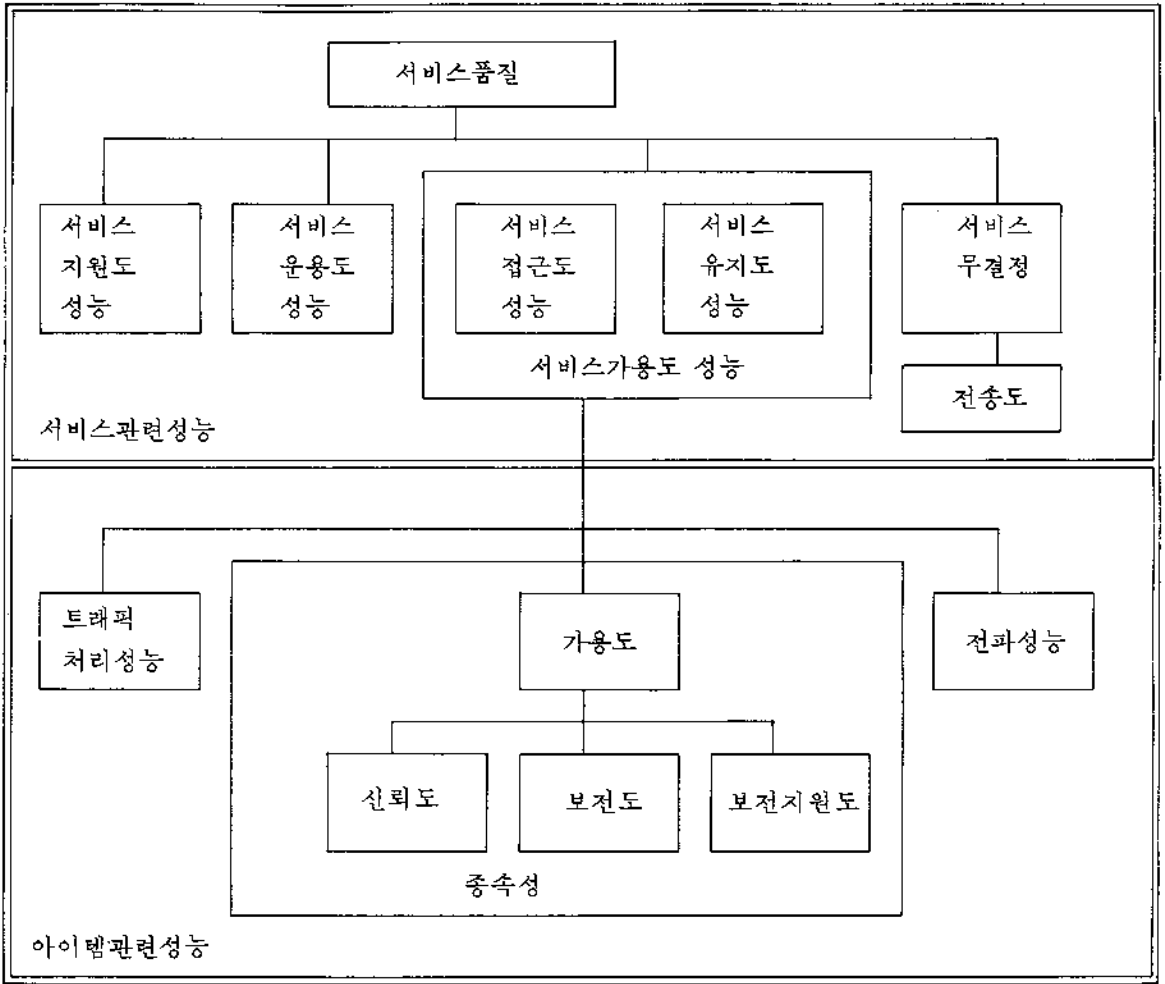 서비스품질
서비스
지원도
성능
서비스
운용도
성능
서비스
접근도
성능
서비스
유지도
성능
서비스
무결정
서비스가용도 성능
전송도
서비스관련성능
트래픽
처리성능
가용도
전파성능
신뢰도
보전도
보전지원도
종속성
아이템관련성능